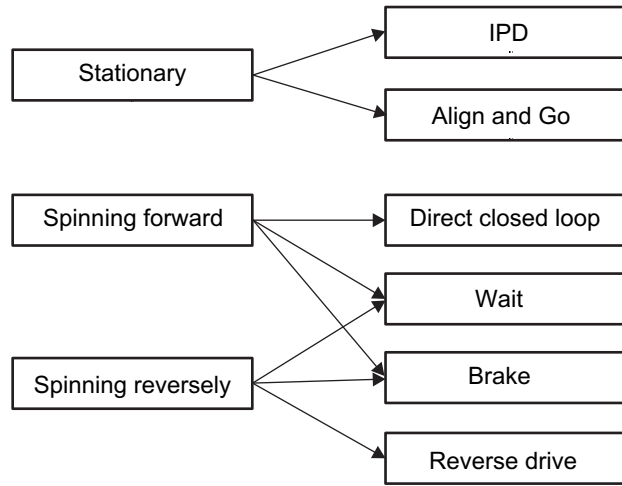 Stationary
IPD
Align and Go
Spinning forward
Direct closed loop
Wait
Spinning reversely
Brake
Reverse drive